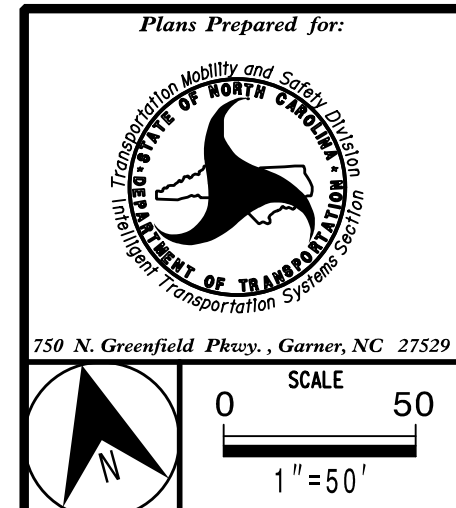 Plans Prepared for:
Transportation Mobility and Safety Division
STATE OF NORTH CAROLINA
DEPARTMENT OF TRANSPORTATION
Intelligent Transportation Systems Section
750 N. Greenfield Pkwy. , Garner, NC 27529
N
SCALE
0 50
1"=50'